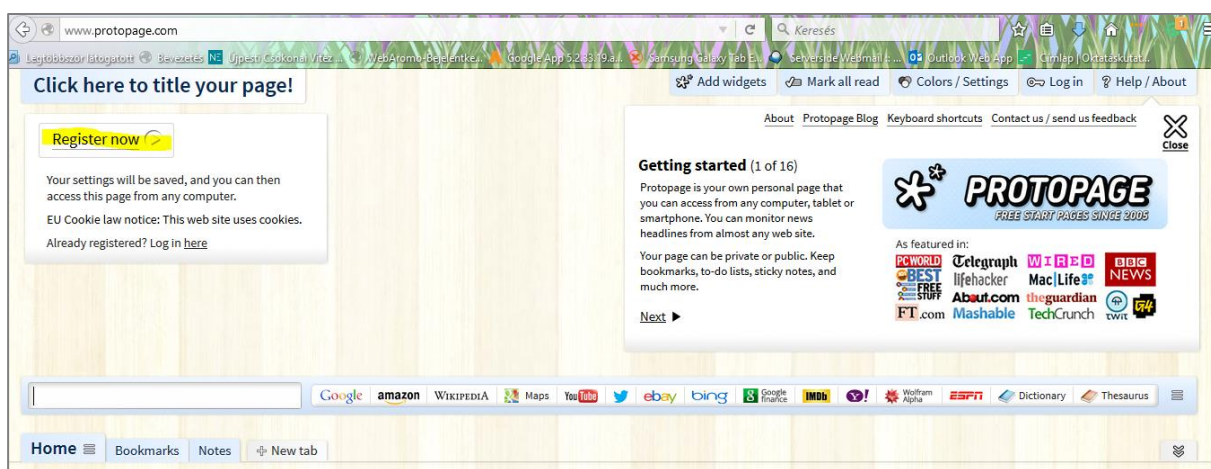 www.protopage.com
Keresés
Legtöbbször látogatott Bevezetés NE Újpesti Csokonai Vitéz ... WebAromo-Bejelentke... Google App 5.2.33.19.a... Samsung Galaxy Tab E... Serverside Webmail :: ... Outlook Web App Címlap | Oktataskutat...
Click here to title your page!
Add widgets Mark all read Colors / Settings Log in ? Help / About
Register now
Your settings will be saved, and you can then
access this page from any computer.
EU Cookie law notice: This web site uses cookies.
Already registered? Log in here
About Protopage Blog Keyboard shortcuts Contact us / send us feedback
Close
Getting started (1 of 16)
Protopage is your own personal page that
you can access from any computer, tablet or
smartphone. You can monitor news
headlines from almost any web site.
Your page can be private or public. Keep
bookmarks, to-do lists, sticky notes, and
much more.
Next
PROTOPAGE
FREE START PAGES SINCE 2005
As featured in:
PCWORLD Telegraph WIRED BBC
BEST FREE STUFF lifehacker Mac|Life NEWS
About.com theguardian
FT.com Mashable TechCrunch twit G4
Google amazon WIKIPEDIA Maps YouTube ebay bing Google finance IMDb Y! Wolfram Alpha ESPN Dictionary Thesaurus
Home Bookmarks Notes New tab